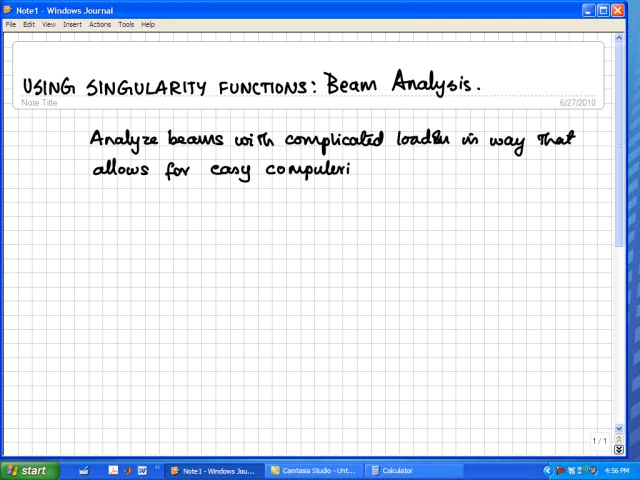 Note1 - Windows Journal
File Edit View Insert Actions Tools Help
USING SINGULARITY FUNCTIONS: Beam Analysis.
Note Title
6/27/2010
Analyze beams with complicated in way that
allows for easy computeri
1/1
start
Note1 - Windows Jou...
Camtasia Studio - Unt...
Calculator
4:56 PM